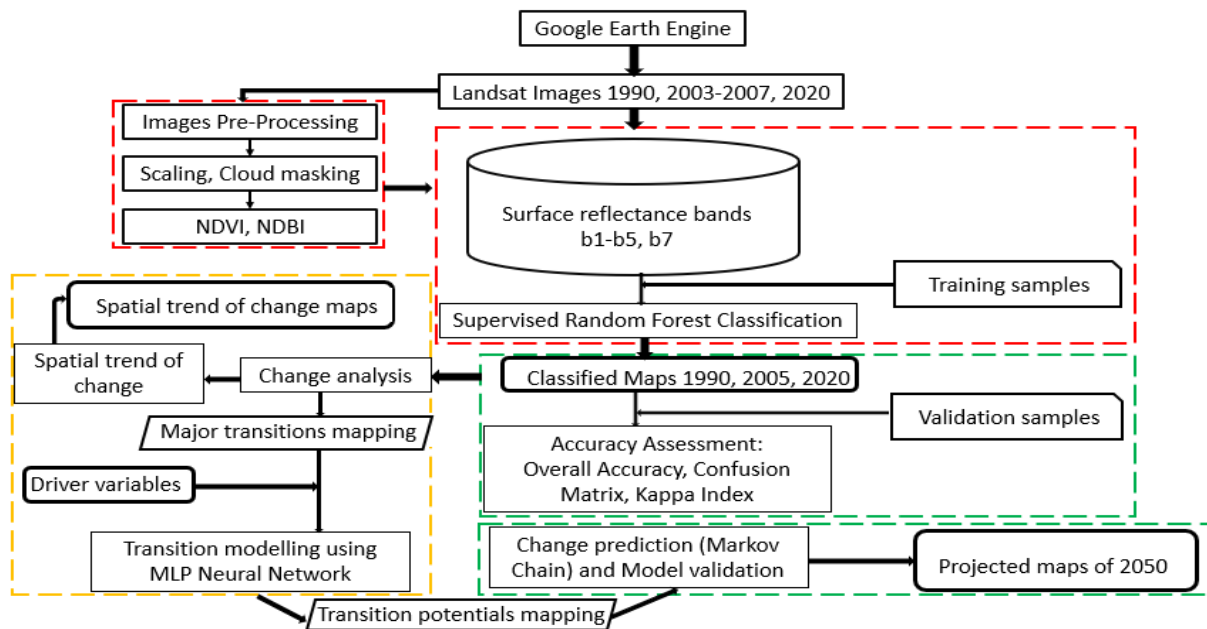 Google Earth Engine
Landsat Images 1990, 2003-2007, 2020
Images Pre-Processing
Scaling, Cloud masking
NDVI, NDBI
Surface reflectance bands
b1-b5, b7
Training samples
Supervised Random Forest Classification
Spatial trend of change maps
Spatial trend of
change
Change analysis
Classified Maps 1990, 2005, 2020
Major transitions mapping
Validation samples
Accuracy Assessment:
Overall Accuracy, Confusion
Matrix, Kappa Index
Driver variables
Transition modelling using
MLP Neural Network
Change prediction (Markov
Chain) and Model validation
Projected maps of 2050
Transition potentials mapping